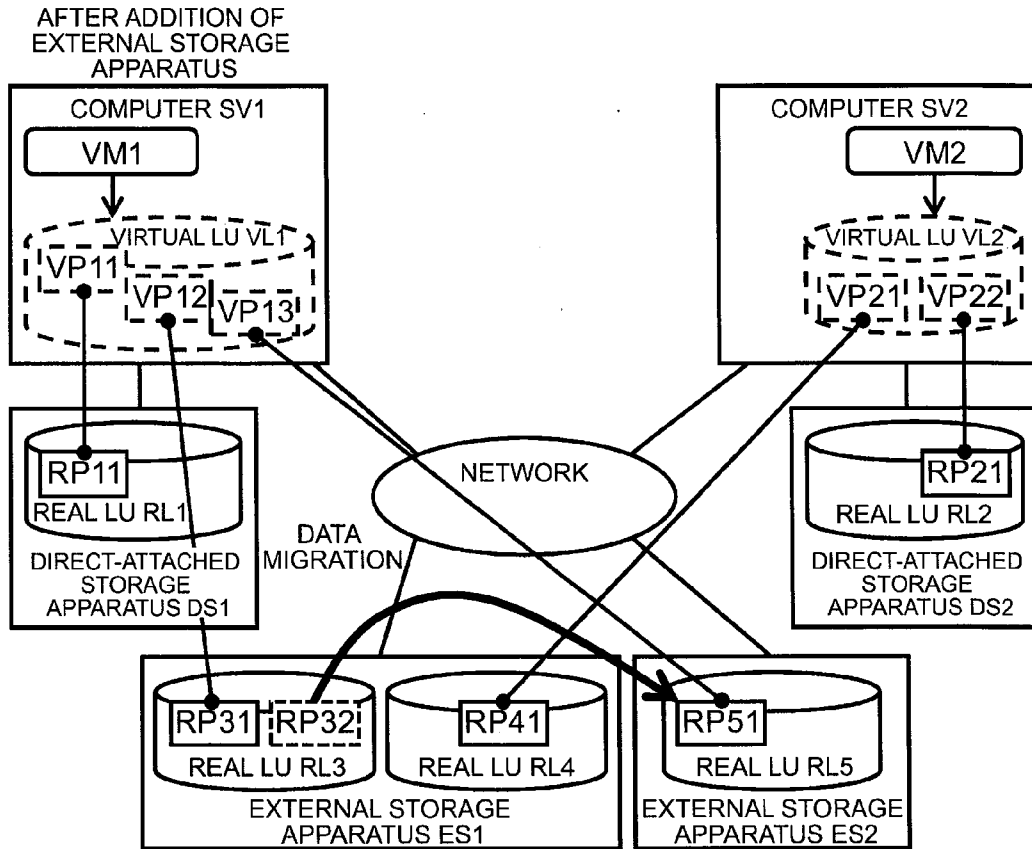 AFTER ADDITION OF
EXTERNAL STORAGE
APPARATUS
COMPUTER SV1
VM1
VIRTUAL LU VL1
VP11
VP12
VP13
COMPUTER SV2
VM2
VIRTUAL LU VL2
VP21
VP22
RP11
REAL LU RL1
DIRECT-ATTACHED
STORAGE
APPARATUS DS1
NETWORK
DATA
MIGRATION
RP21
REAL LU RL2
DIRECT-ATTACHED
STORAGE
APPARATUS DS2
RP31
RP32
REAL LU RL3
RP41
REAL LU RL4
EXTERNAL STORAGE
APPARATUS ES1
RP51
REAL LU RL5
EXTERNAL STORAGE
APPARATUS ES2